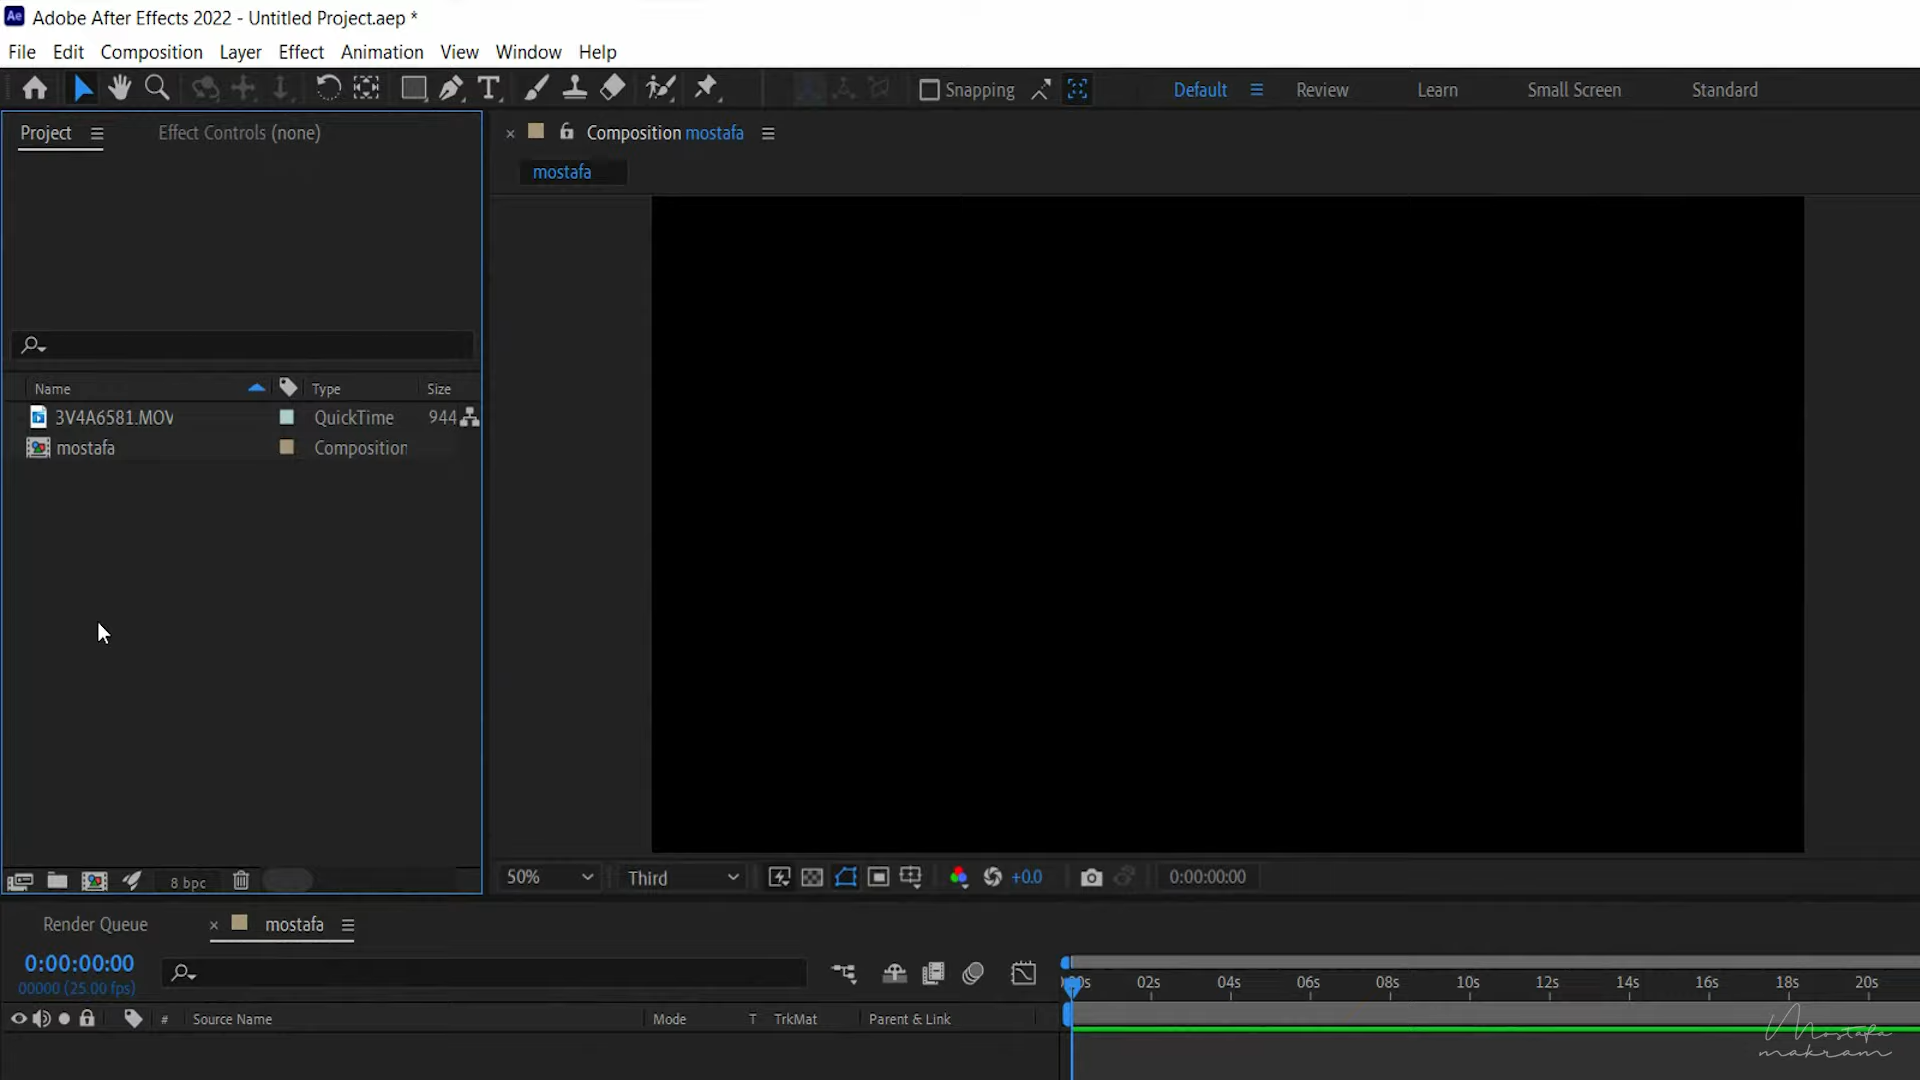 Ae Adobe After Effects 2022 - Untitled Project.aep *
File Edit Composition Layer Effect Animation View Window Help
T Snapping Default Review Learn Small Screen Standard
Project Effect Controls (none)
Composition mostafa
mostafa
Name Type Size
3V4A6581.MOV QuickTime 944
mostafa Composition
8 bpc
50% Third +0.0 0:00:00:00
Render Queue mostafa
0:00:00:00
00000 (25.00 fps)
02s 04s 06s 08s 10s 12s 14s 16s 18s 20s
# Source Name Mode T TrkMat Parent & Link
Mostafa
makram